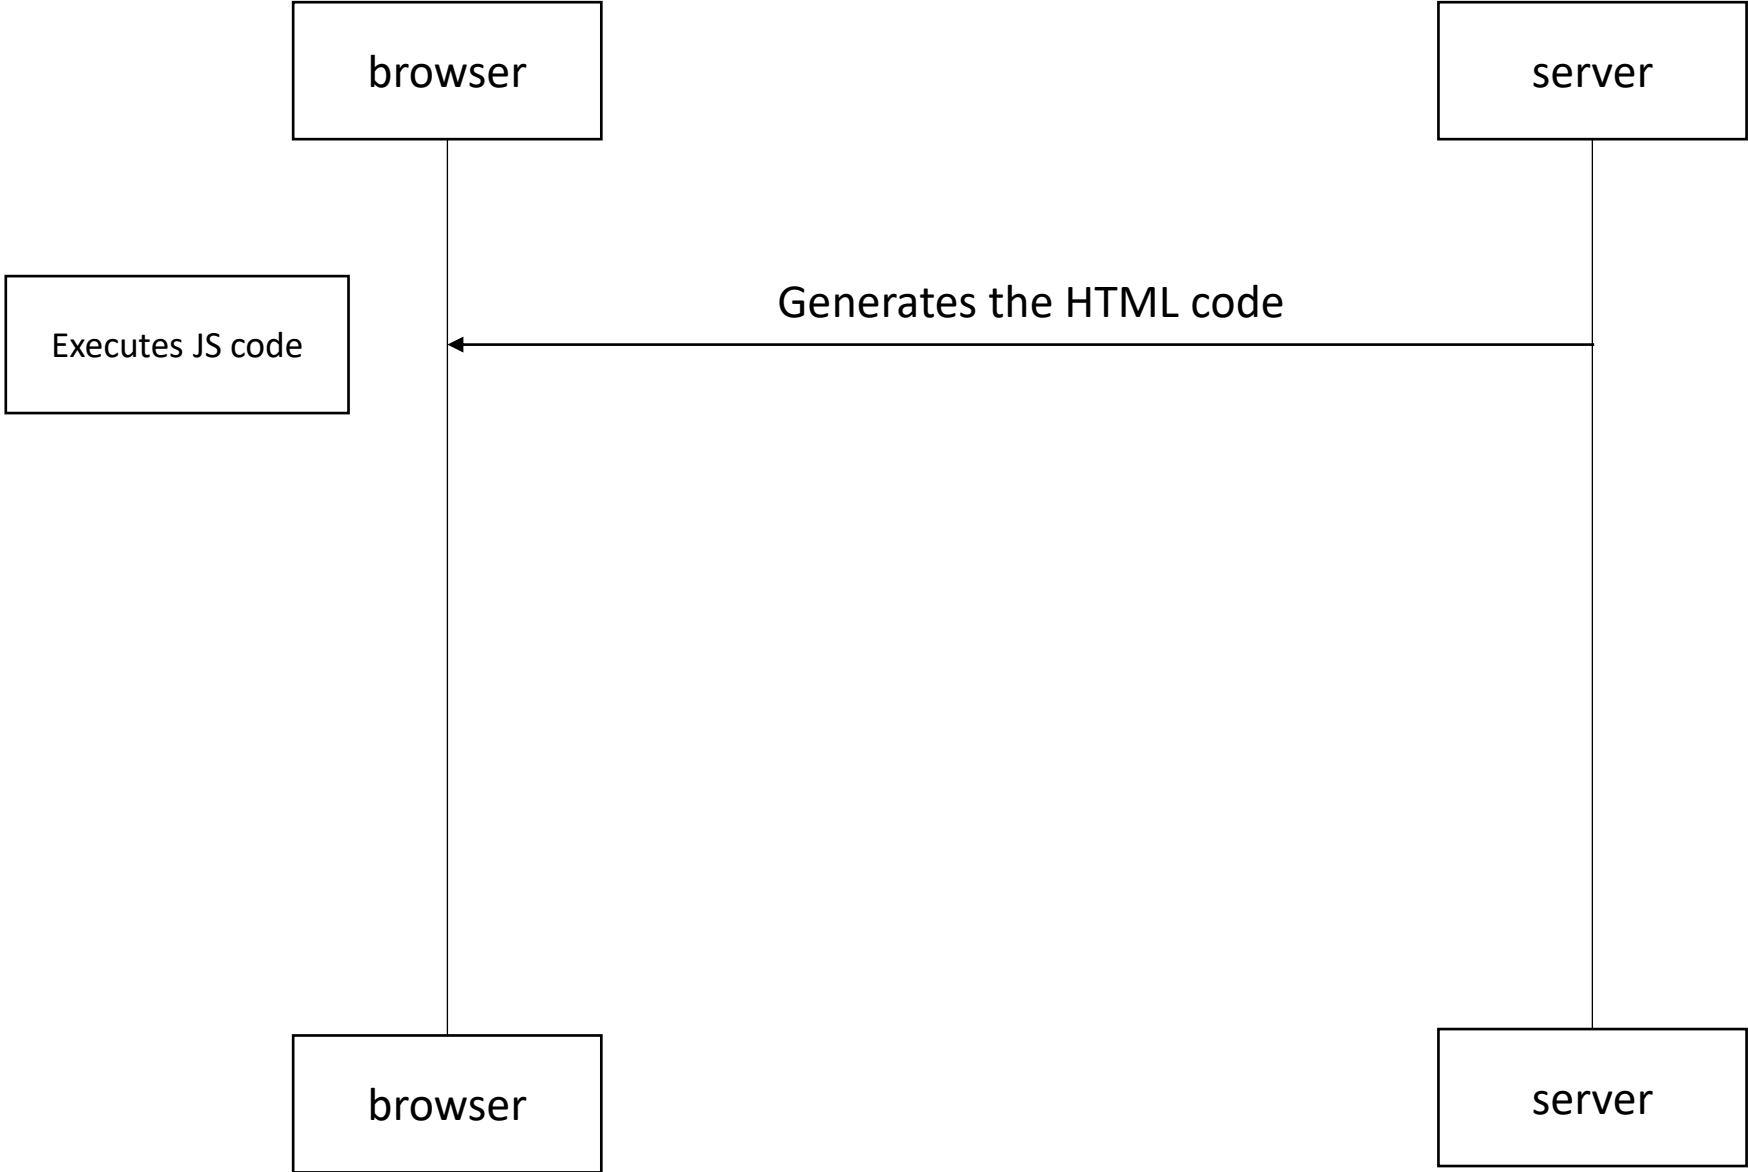 browser
server
Generates the HTML code
Executes JS code
browser
server